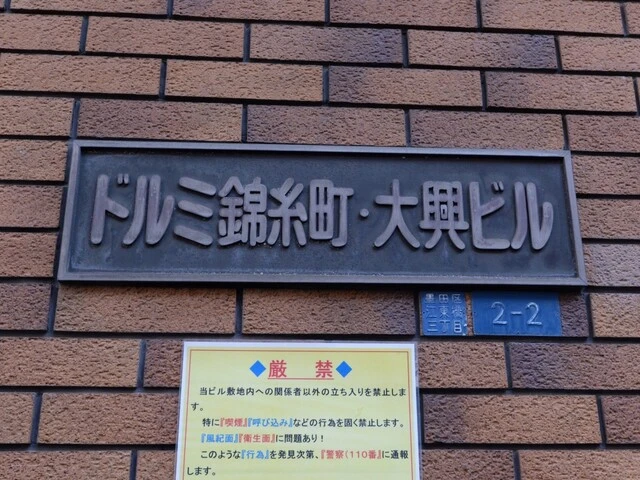 ドルミ錦糸町・大興ビル
墨田区
江東橋
三丁目
2-2
◆厳 禁◆
当ビル敷地内への関係者以外の立ち入りを禁止しま
す。
特に『喫煙』『呼び込み』などの行為を固く禁止します。
『風紀面』『衛生面』に問題あり！
このような『行為』を発見次第、『警察(110番)』に通報
します。